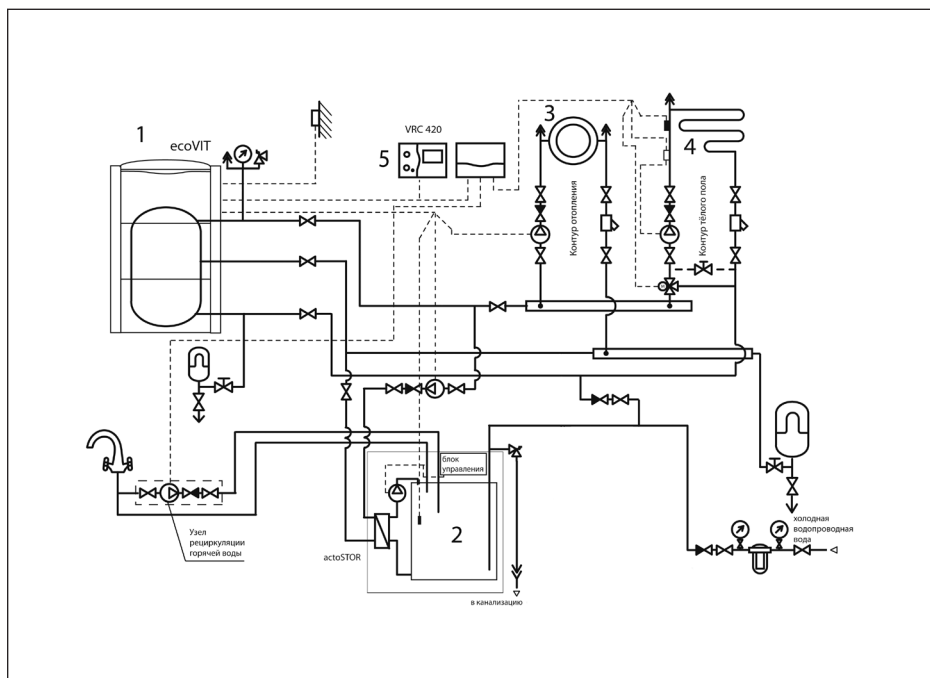 1
ecoVIT
VRC 420
5
3
4
Контур отопления
Контур тёлого пола
блок
управления
2
actoSTOR
Узел
рециркуляции
горячей воды
в канализацию
холодная
водопроводная
вода